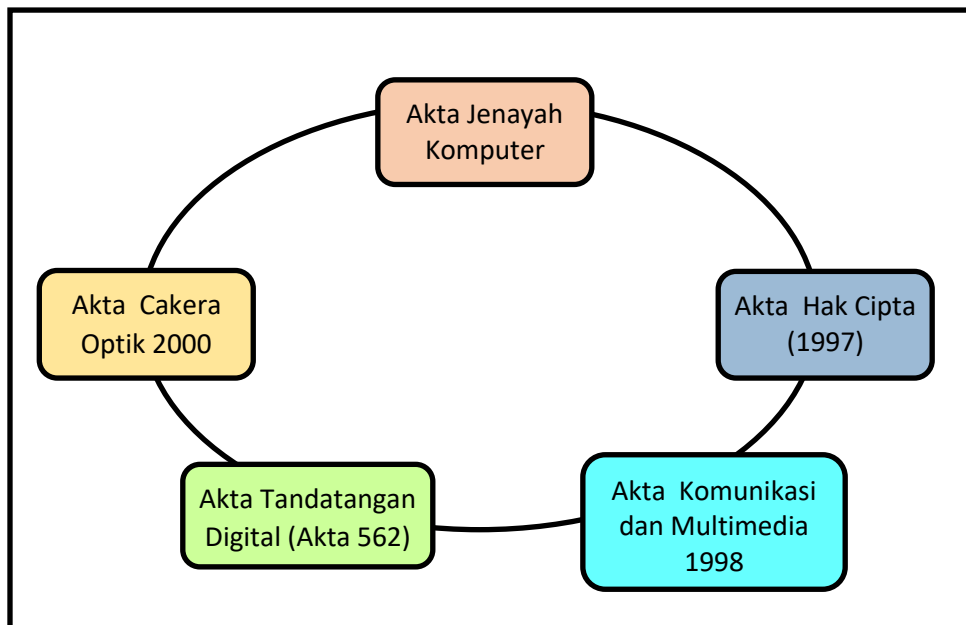 Akta Jenayah
Komputer
Akta Cakera
Optik 2000
Akta Hak Cipta
(1997)
Akta Tandatangan
Digital (Akta 562)
Akta Komunikasi
dan Multimedia
1998